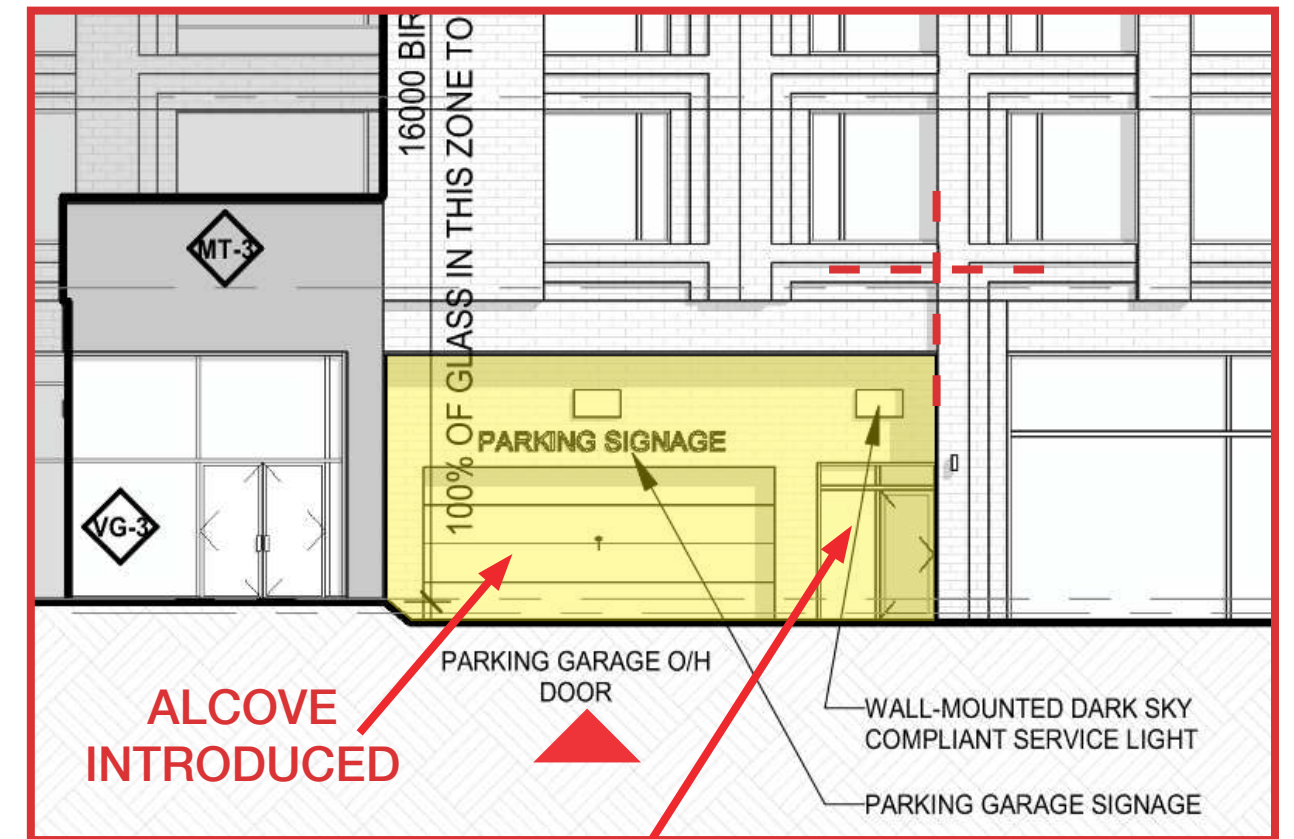 16000 BIR
100% OF GLASS IN THIS ZONE TO
MT-3
VG-3
PARKING SIGNAGE
PARKING GARAGE O/H
DOOR
ALCOVE
INTRODUCED
WALL-MOUNTED DARK SKY
COMPLIANT SERVICE LIGHT
PARKING GARAGE SIGNAGE